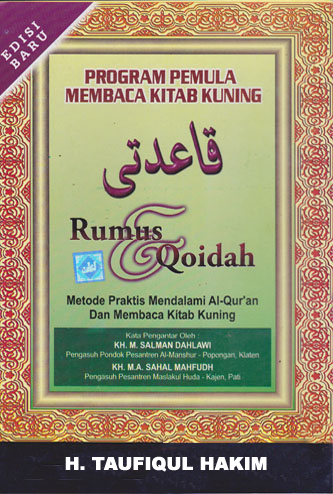 EDISI
BARU
PROGRAM PEMULA
MEMBACA KITAB KUNING
قاعدتي
Rumus
&
Qoidah
Metode Praktis Mendalami Al-Qur'an
Dan Membaca Kitab Kuning
Kata Pengantar Oleh :
KH. M. SALMAN DAHLAWI
Pengasuh Pondok Pesantren Al-Manshur - Popongan, Klaten
KH. M.A. SAHAL MAHFUDH
Pengasuh Pesantren Maslakul Huda - Kajen, Pati
H. TAUFIQUL HAKIM